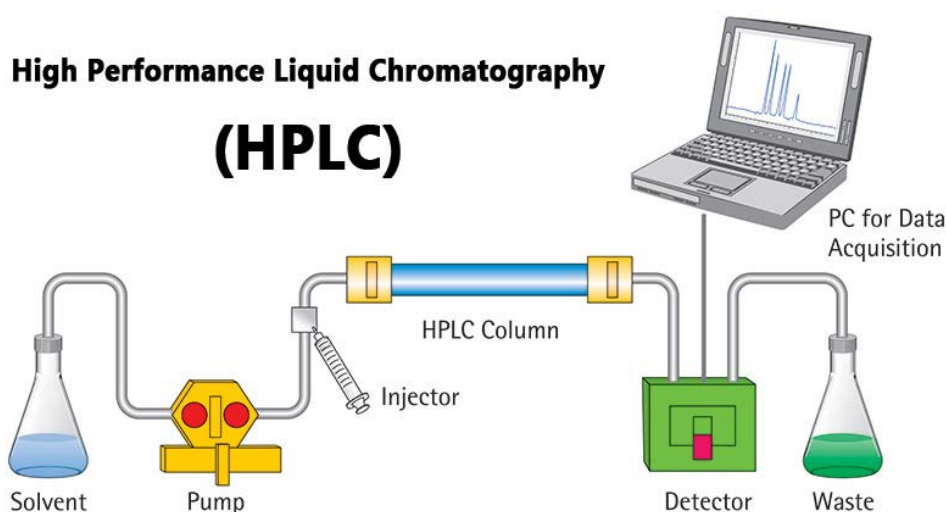 High Performance Liquid Chromatography
(HPLC)
PC for Data
Acquisition
HPLC Column
Injector
Solvent
Pump
Detector
Waste